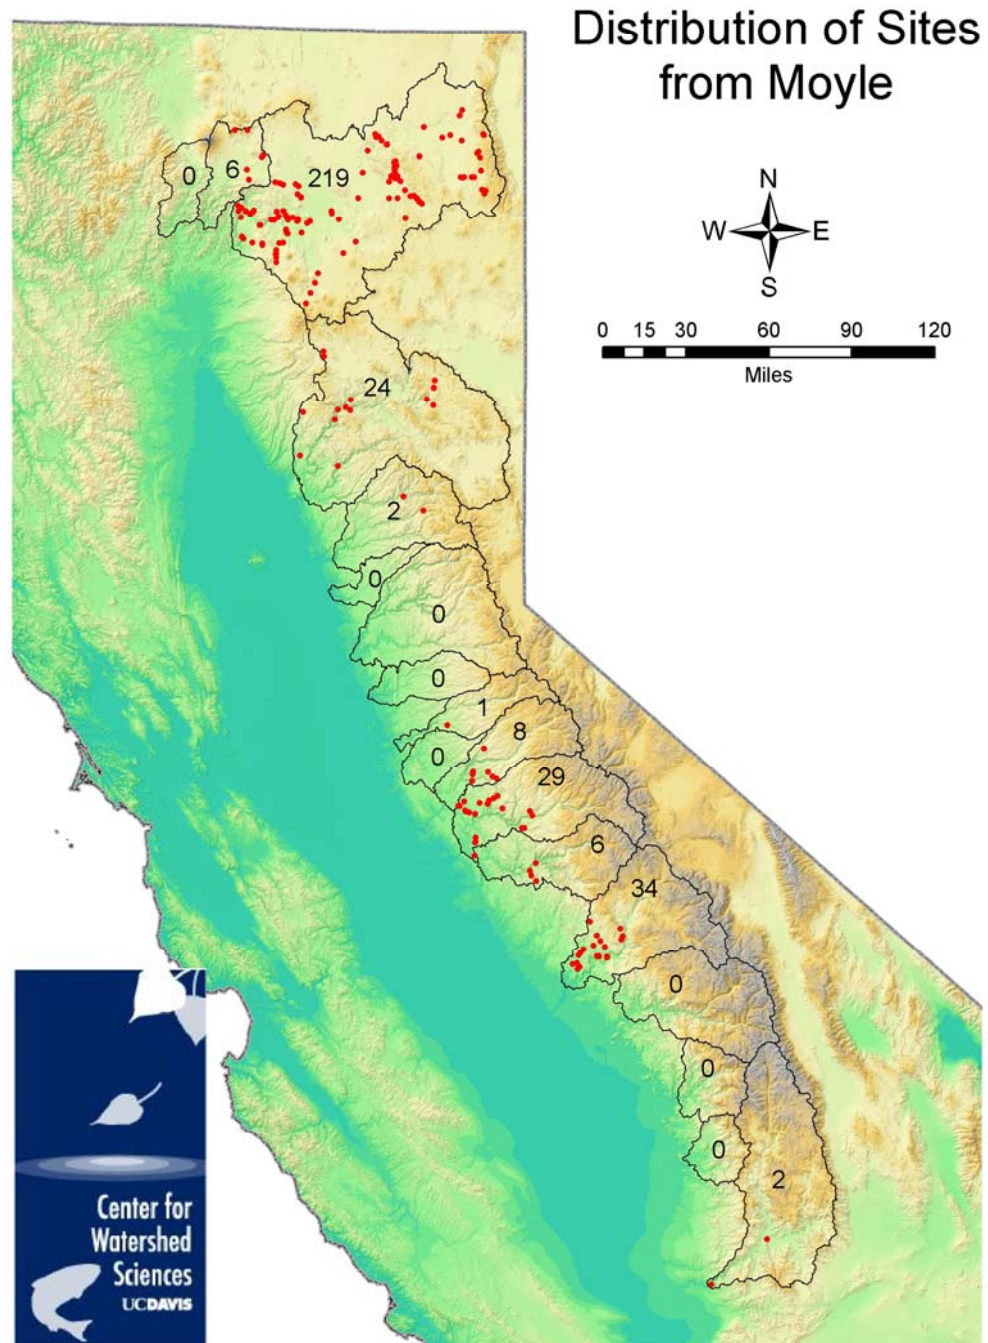 Distribution of Sites
from Moyle
N
W E
S
0 15 30 60 90 120
Miles
0
6
219
24
2
0
0
0
1
8
0
29
6
34
0
0
0
2
Center for
Watershed
Sciences
UCDAVIS